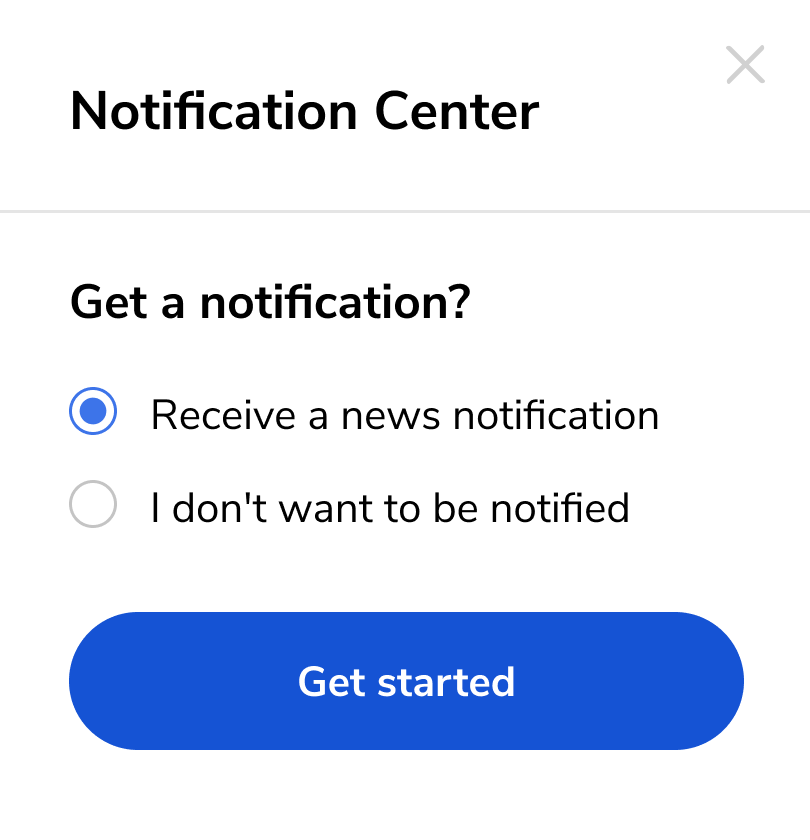 Notification Center
Get a notification?
Receive a news notification
I don't want to be notified
Get started